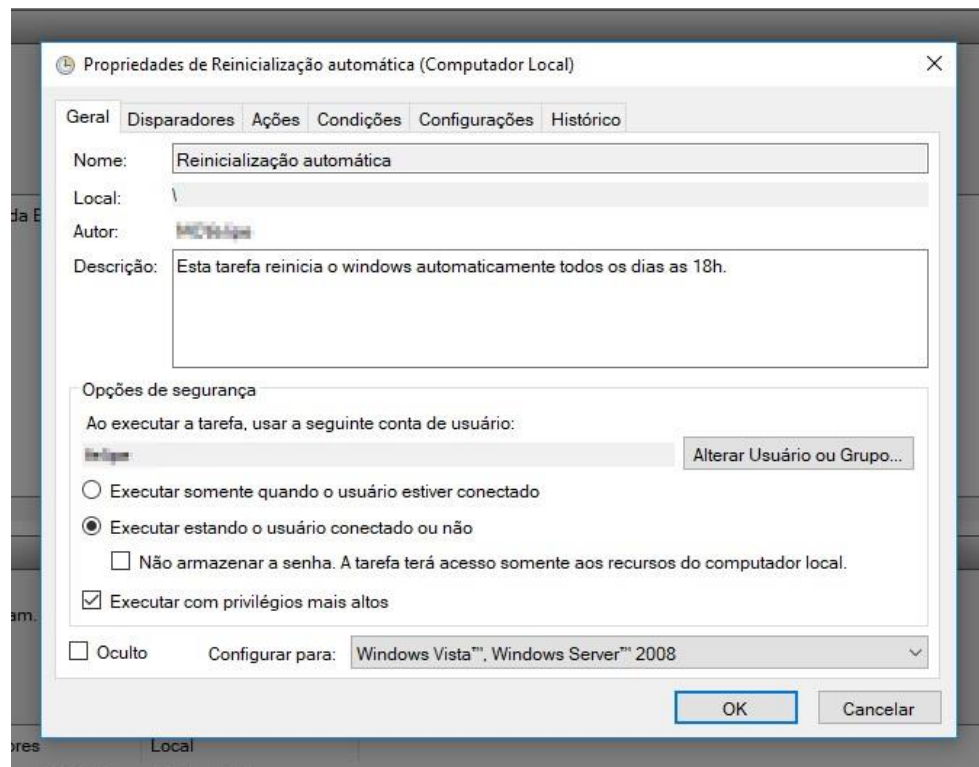 Propriedades de Reinicialização automática (Computador Local)
Geral Disparadores Ações Condições Configurações Histórico
Nome: Reinicialização automática
Local: \
da E
Autor:
Descrição: Esta tarefa reinicia o windows automaticamente todos os dias as 18h.
Opções de segurança
Ao executar a tarefa, usar a seguinte conta de usuário:
Alterar Usuário ou Grupo...
Executar somente quando o usuário estiver conectado
Executar estando o usuário conectado ou não
Não armazenar a senha. A tarefa terá acesso somente aos recursos do computador local.
Executar com privilégios mais altos
am.
Oculto Configurar para: Windows Vista™, Windows Server™ 2008
OK Cancelar
ores Local